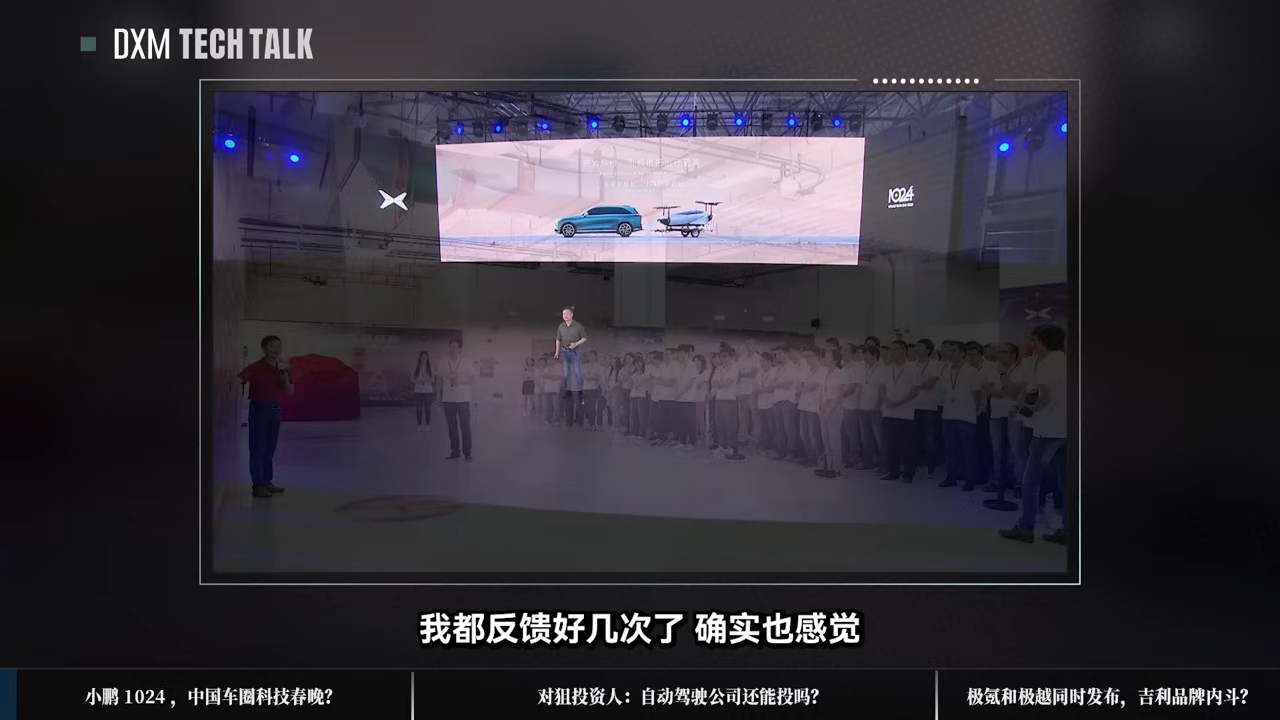 DXM TECH TALK
1024
我都反馈好几次了 确实也感觉
小鹏 1024，中国车圈科技春晚？
对狙投资人：自动驾驶公司还能投吗？
极氪和极越同时发布，吉利品牌内斗？